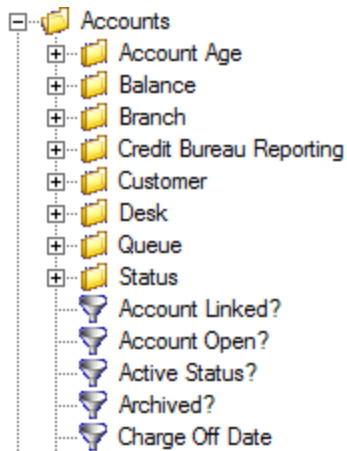 Accounts
Account Age
Balance
Branch
Credit Bureau Reporting
Customer
Desk
Queue
Status
Account Linked?
Account Open?
Active Status?
Archived?
Charge Off Date